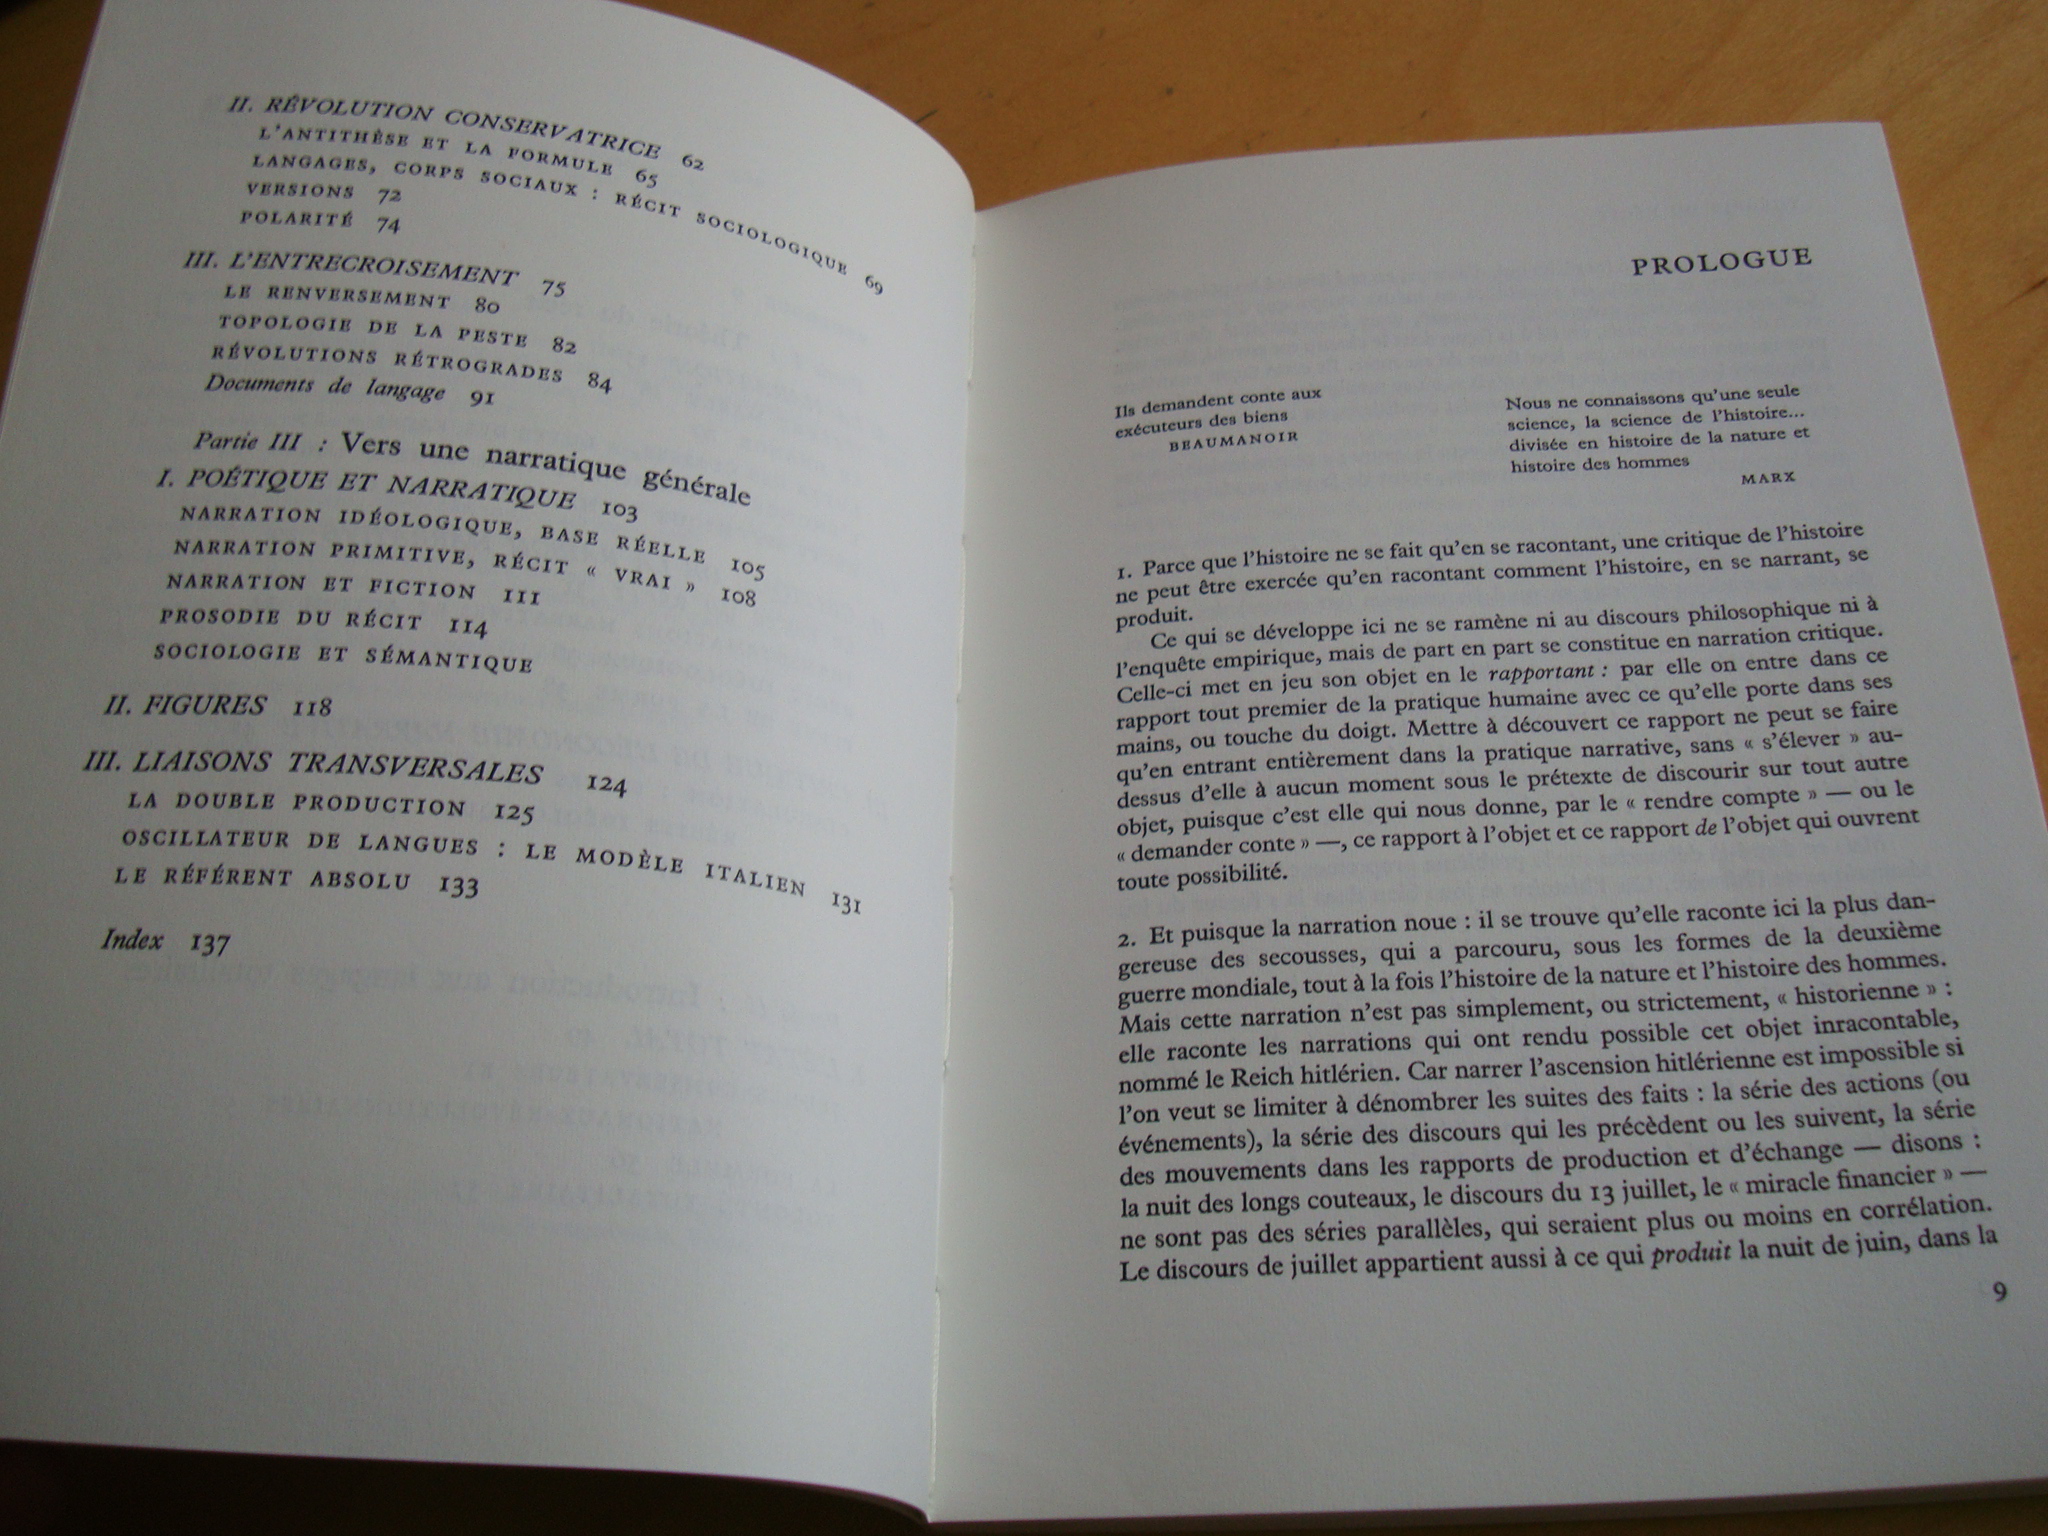 II. RÉVOLUTION CONSERVATRICE 62
L'ANTITHÈSE ET LA FORMULE 65
LANGAGES, CORPS SOCIAUX : RÉCIT SOCIOLOGIQUE 69
VERSIONS 72
POLARITÉ 74
III. L'ENTRECROISEMENT 75
LE RENVERSEMENT 80
TOPOLOGIE DE LA PESTE 82
RÉVOLUTIONS RÉTROGRADES 84
Documents de langage 91
Partie III : Vers une narratique générale
I. POÉTIQUE ET NARRATIQUE 103
NARRATION IDÉOLOGIQUE, BASE RÉELLE 105
NARRATION PRIMITIVE, RÉCIT « VRAI » 108
NARRATION ET FICTION 111
PROSODIE DU RÉCIT 114
SOCIOLOGIE ET SÉMANTIQUE
II. FIGURES 118
III. LIAISONS TRANSVERSALES 124
LA DOUBLE PRODUCTION 125
OSCILLATEUR DE LANGUES : LE MODÈLE ITALIEN 131
LE RÉFÉRENT ABSOLU 133
Index 137
PROLOGUE
Ils demandent conte aux
exécuteurs des biens
BEAUMANOIR
Nous ne connaissons qu'une seule
science, la science de l'histoire...
divisée en histoire de la nature et
histoire des hommes
MARX
1. Parce que l'histoire ne se fait qu'en se racontant, une critique de l'histoire
ne peut être exercée qu'en racontant comment l'histoire, en se narrant, se
produit.
Ce qui se développe ici ne se ramène ni au discours philosophique ni à
l'enquête empirique, mais de part en part se constitue en narration critique.
Celle-ci met en jeu son objet en le rapportant : par elle on entre dans ce
rapport tout premier de la pratique humaine avec ce qu'elle porte dans ses
mains, ou touche du doigt. Mettre à découvert ce rapport ne peut se faire
qu'en entrant entièrement dans la pratique narrative, sans « s'élever » au-
dessus d'elle à aucun moment sous le prétexte de discourir sur tout autre
objet, puisque c'est elle qui nous donne, par le « rendre compte » — ou le
« demander conte » —, ce rapport à l'objet et ce rapport de l'objet qui ouvrent
toute possibilité.
2. Et puisque la narration noue : il se trouve qu'elle raconte ici la plus dan-
gereuse des secousses, qui a parcouru, sous les formes de la deuxième
guerre mondiale, tout à la fois l'histoire de la nature et l'histoire des hommes.
Mais cette narration n'est pas simplement, ou strictement, « historienne » :
elle raconte les narrations qui ont rendu possible cet objet inracontable,
nommé le Reich hitlérien. Car narrer l'ascension hitlérienne est impossible si
l'on veut se limiter à dénombrer les suites des faits : la série des actions (ou
événements), la série des discours qui les précèdent ou les suivent, la série
des mouvements dans les rapports de production et d'échange — disons :
la nuit des longs couteaux, le discours du 13 juillet, le « miracle financier » —
ne sont pas des séries parallèles, qui seraient plus ou moins en corrélation.
Le discours de juillet appartient aussi à ce qui produit la nuit de juin, dans la
9